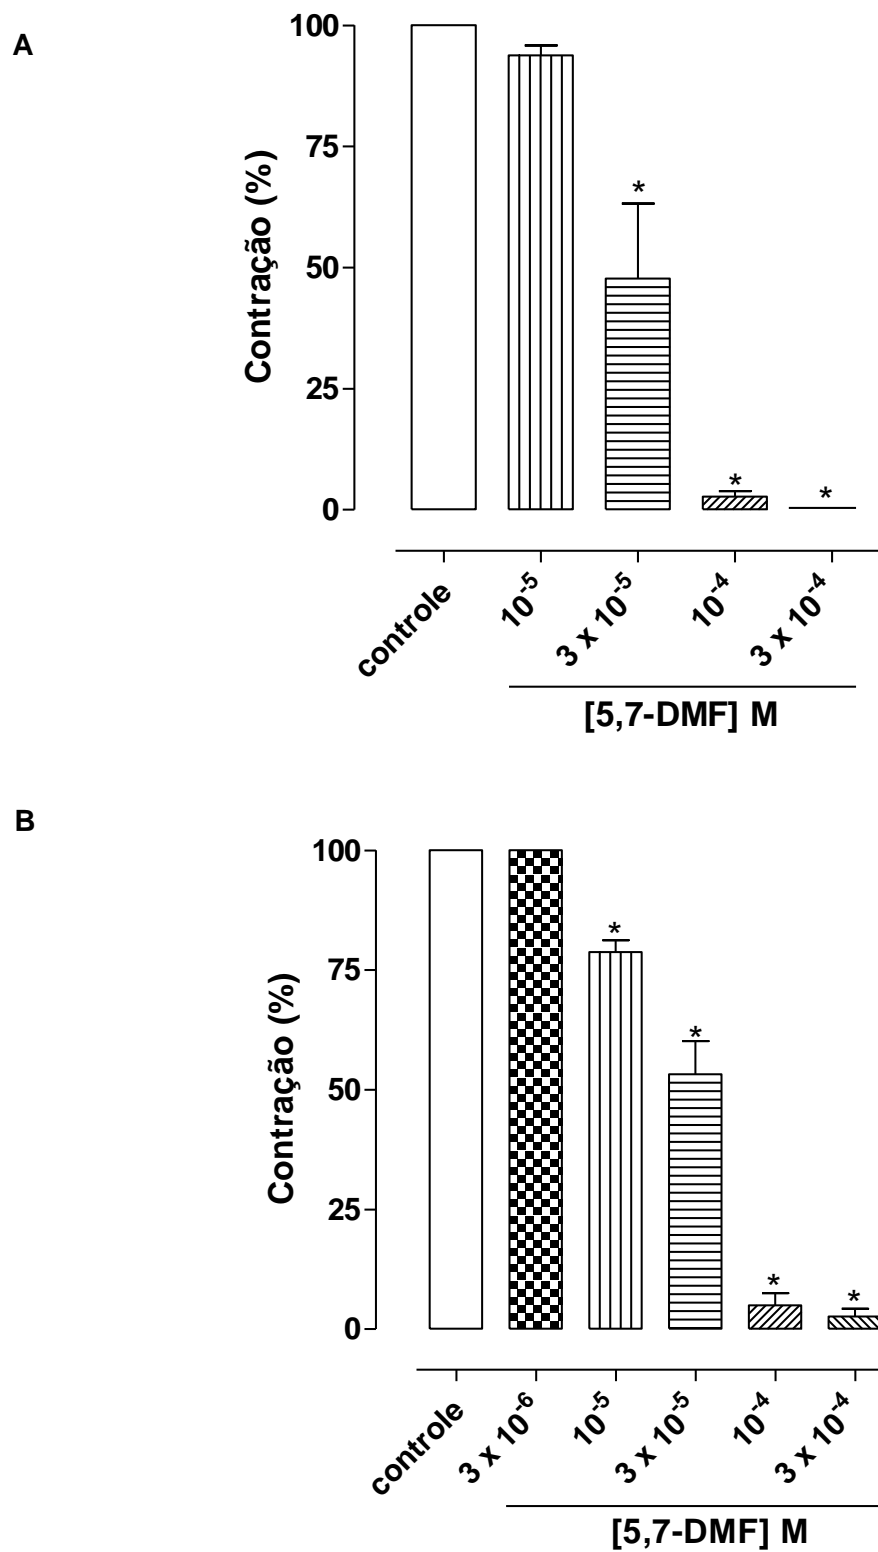 A
100
75
50
25
0
Contração (%)
*
*
*
controle
10⁻⁵
3 x 10⁻⁵
10⁻⁴
3 x 10⁻⁴
[5,7-DMF] M
B
100
75
50
25
0
Contração (%)
*
*
*
*
controle
3 x 10⁻⁶
10⁻⁵
3 x 10⁻⁵
10⁻⁴
3 x 10⁻⁴
[5,7-DMF] M